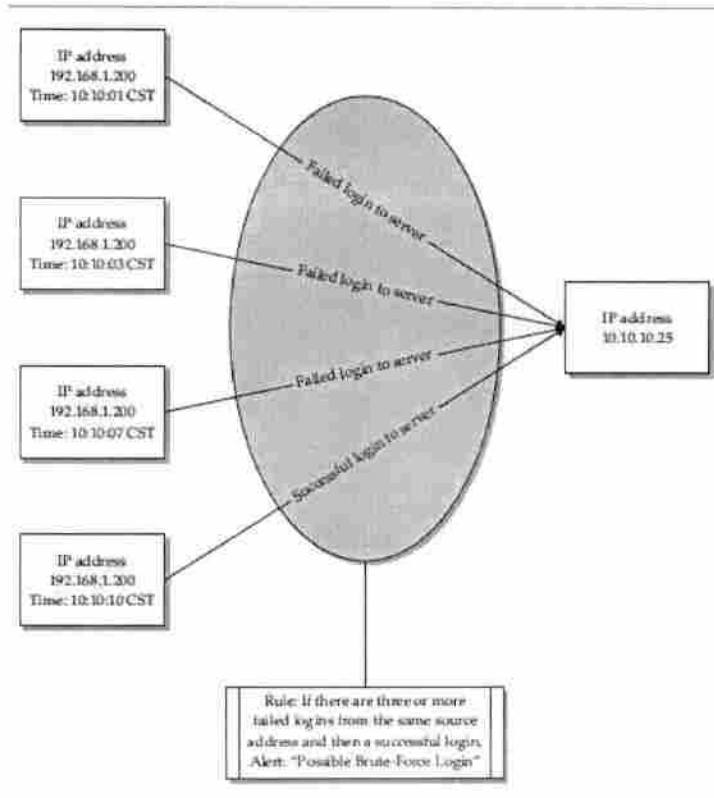 IP address
192.168.1.200
Time: 10:10:01 CST
Failed login to server
IP address
192.168.1.200
Time: 10:10:03 CST
Failed login to server
IP address
10.10.10.25
IP address
192.168.1.200
Time: 10:10:07 CST
Failed login to server
Successful login to server
IP address
192.168.1.200
Time: 10:10:10 CST
Rule: If there are three or more
failed logins from the same source
address and then a successful login,
Alert: "Possible Brute-Force Login"